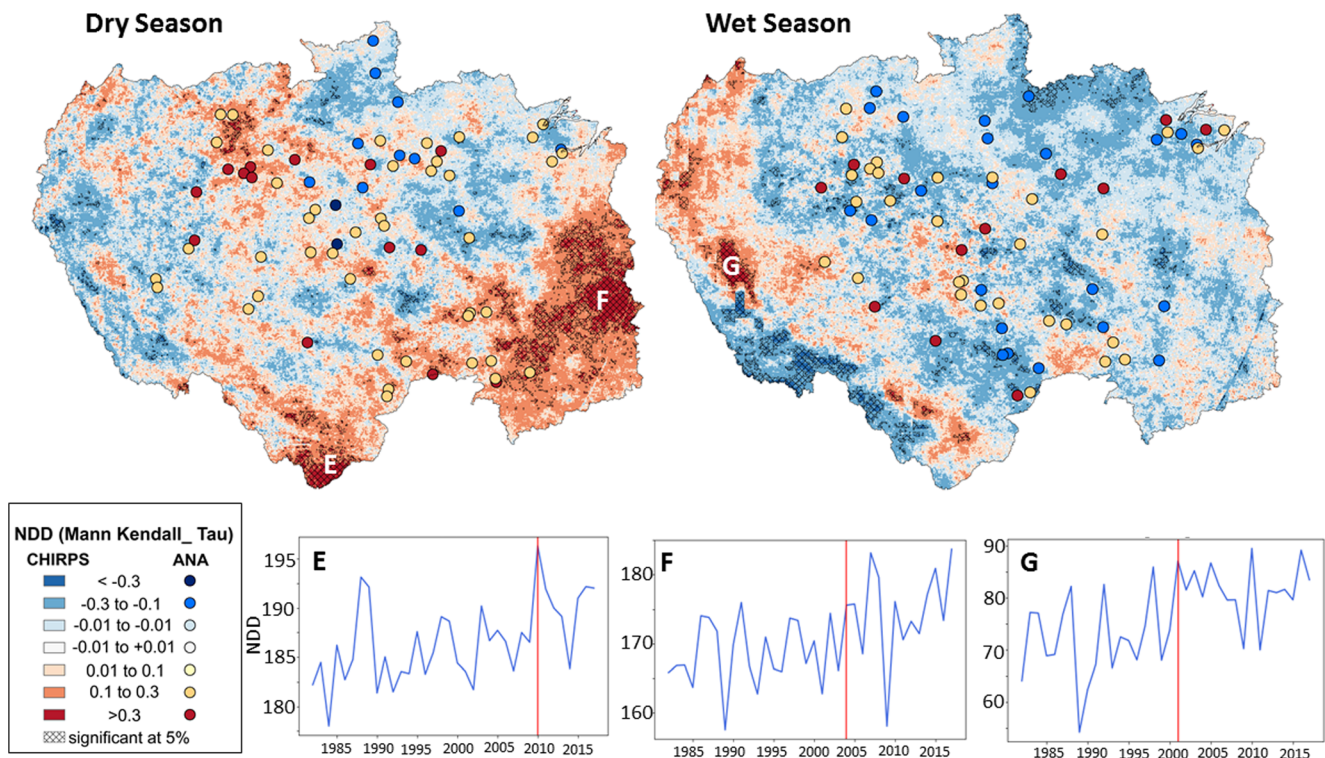 Dry Season
Wet Season
G
F
E
NDD (Mann Kendall_ Tau)
CHIRPS ANA
< -0.3
-0.3 to -0.1
-0.01 to -0.01
-0.01 to +0.01
0.01 to 0.1
0.1 to 0.3
>0.3
significant at 5%
E
NDD
195
190
185
180
1985 1990 1995 2000 2005 2010 2015
F
180
170
160
1985 1990 1995 2000 2005 2010 2015
G
90
80
70
60
1985 1990 1995 2000 2005 2010 2015